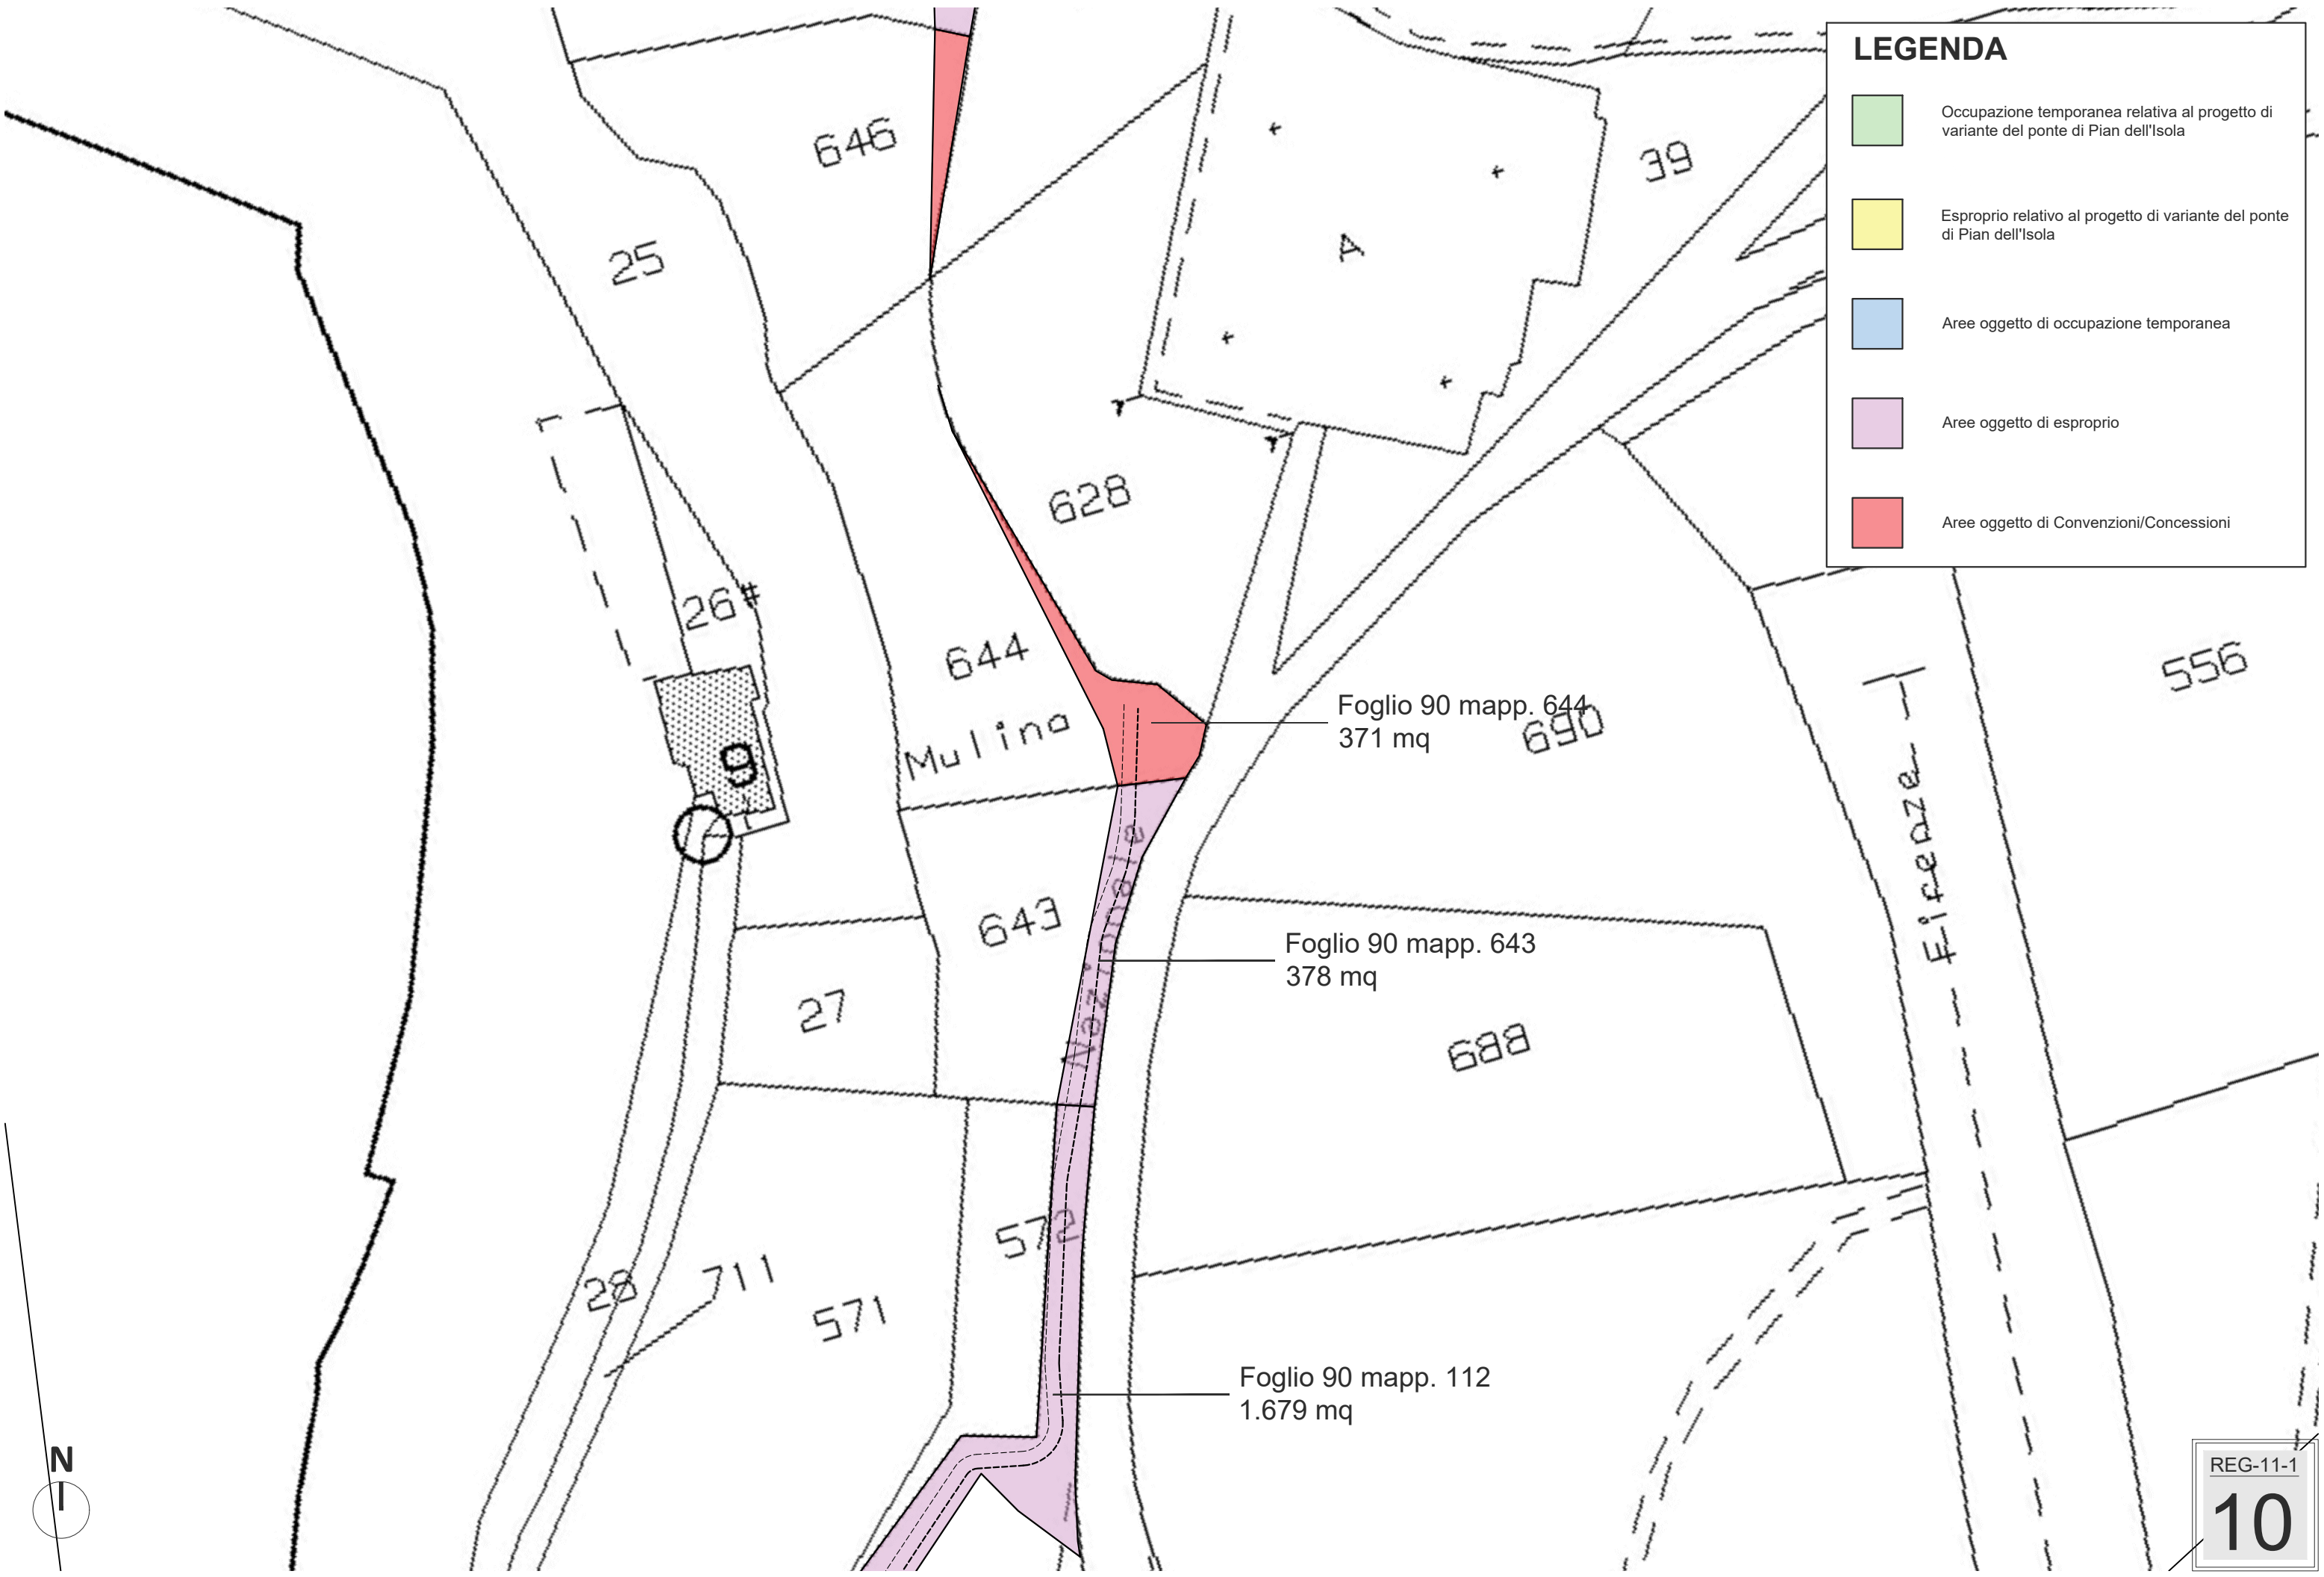 LEGENDA
Occupazione temporanea relativa al progetto di
variante del ponte di Pian dell'Isola
Esproprio relativo al progetto di variante del ponte
di Pian dell'Isola
Aree oggetto di occupazione temporanea
Aree oggetto di esproprio
Aree oggetto di Convenzioni/Concessioni
646
39
25
A
628
26#
644
556
Foglio 90 mapp. 644
371 mq
690
Mulino
9
Firenze
643
Foglio 90 mapp. 643
378 mq
27
688
572
28
711
571
Foglio 90 mapp. 112
1.679 mq
N
REG-11-1
10